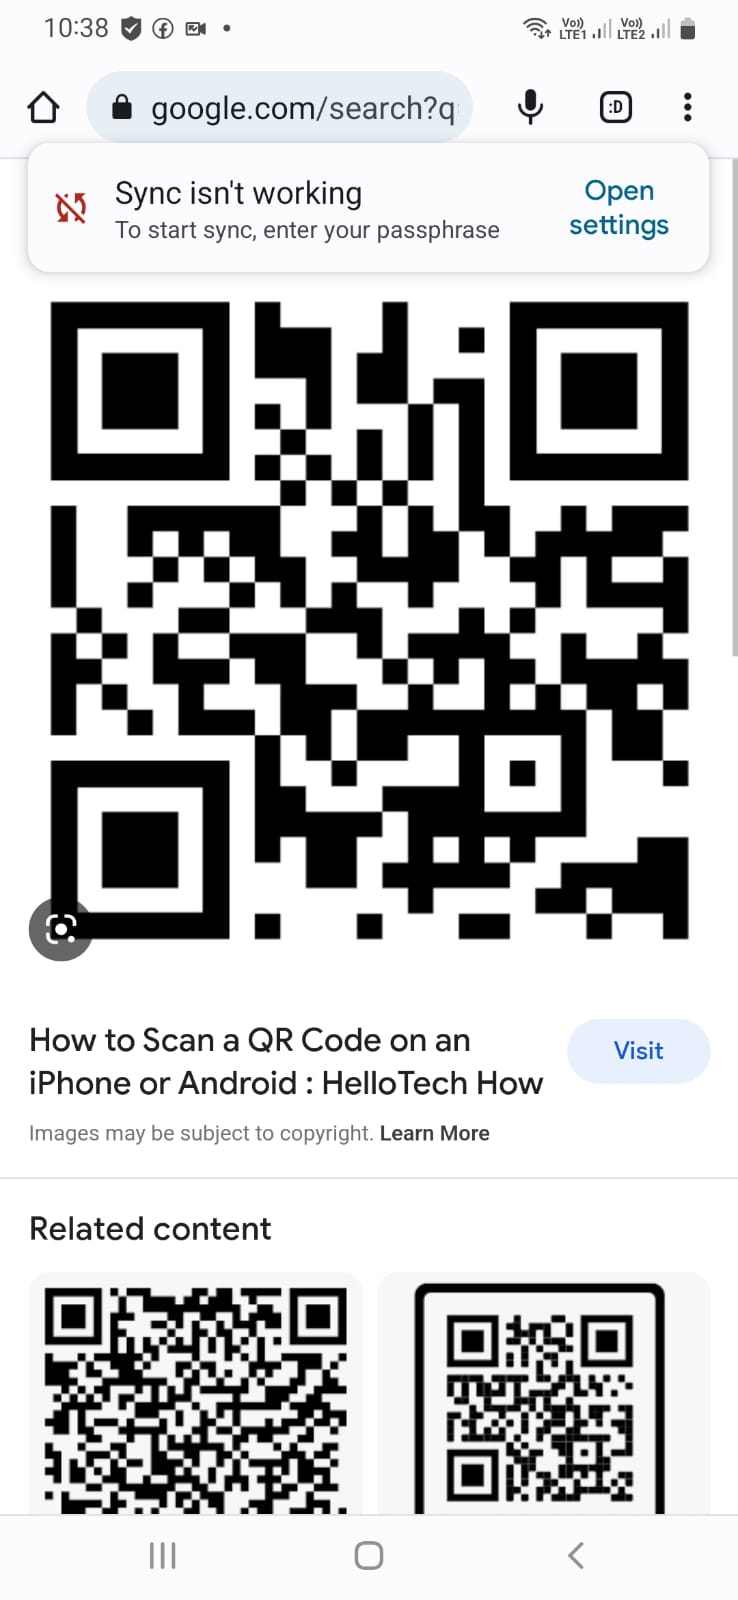 10:38
Vo)) LTE1 Vo)) LTE2
google.com/search?q
:D
Sync isn't working
To start sync, enter your passphrase
Open
settings
How to Scan a QR Code on an
iPhone or Android : HelloTech How
Visit
Images may be subject to copyright. Learn More
Related content